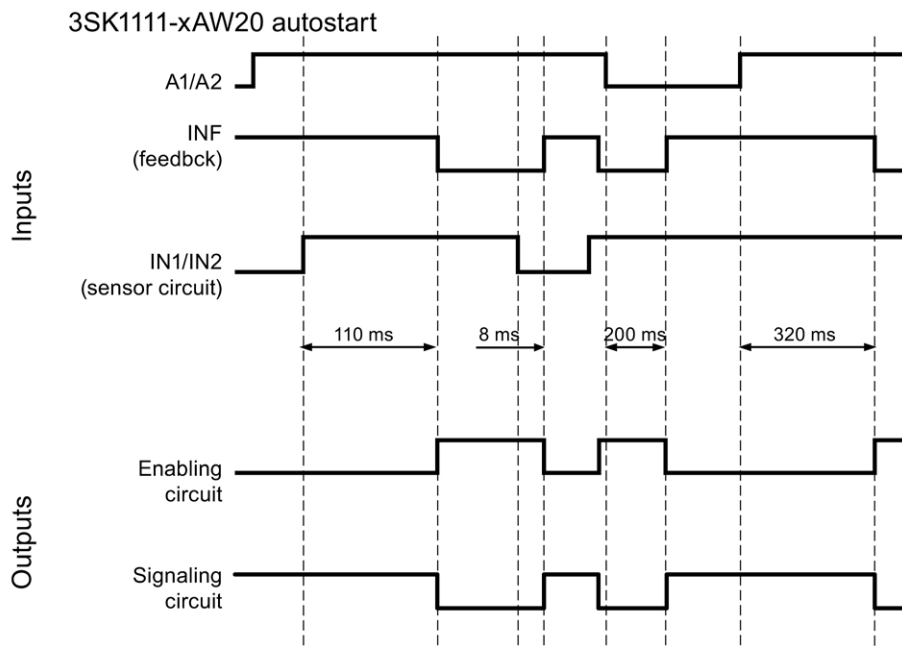 3SK1111-xAW20 autostart
A1/A2
INF
(feedbck)
Inputs
IN1/IN2
(sensor circuit)
110 ms
8 ms
200 ms
320 ms
Enabling
circuit
Outputs
Signaling
circuit